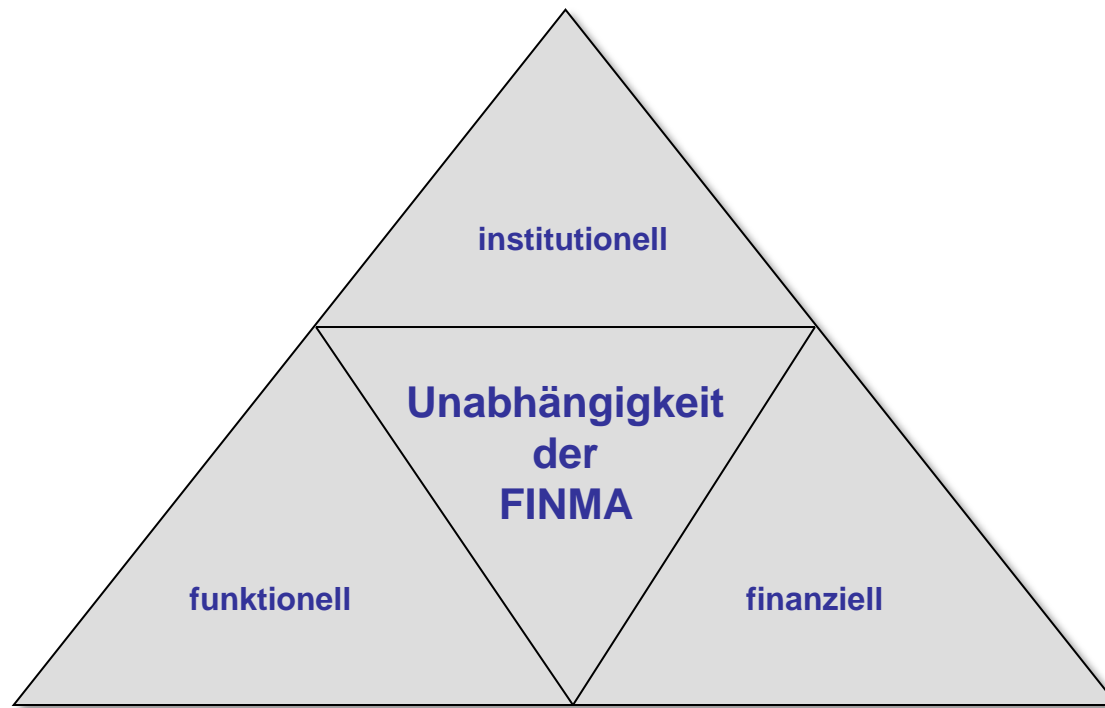 institutionell
Unabhängigkeit
der
FINMA
funktionell
finanziell